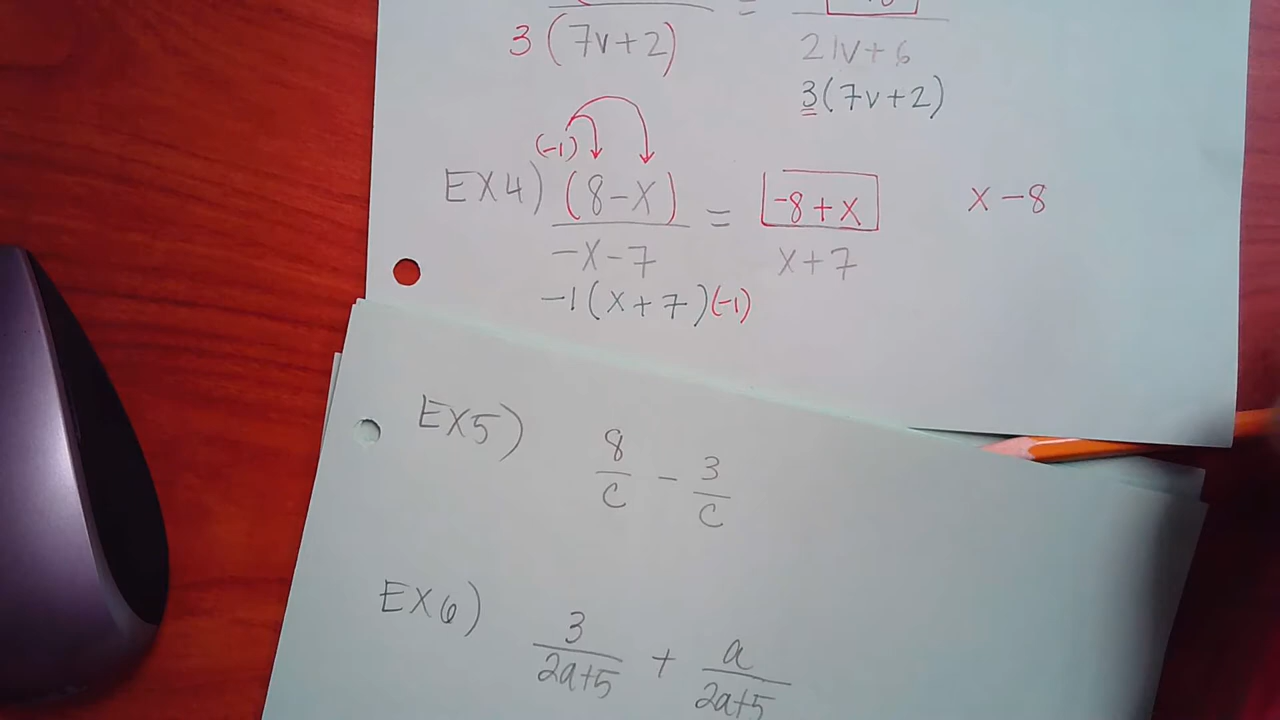 3 (7v+2) = 21v+6
3(7v+2)
(-1)
EX4) (8-x) / -x-7 = -8+x / x+7 x-8
-1(x+7)(-1)
EX5) 8/c - 3/c
EX6) 3/2a+5 + a/2a+5